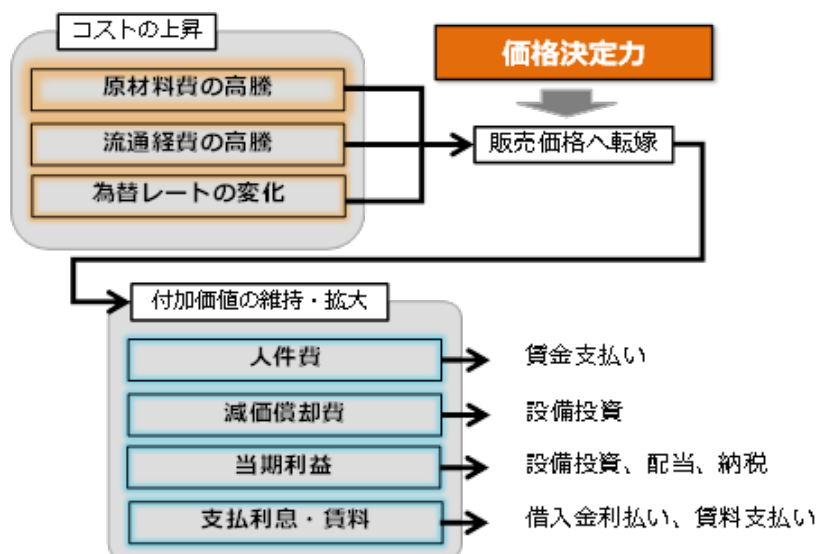 コストの上昇
原材料費の高騰
流通経費の高騰
為替レートの変化
価格決定力
販売価格へ転嫁
付加価値の維持・拡大
人件費
賃金支払い
減価償却費
設備投資
当期利益
設備投資、配当、納税
支払利息・賃料
借入金利払い、賃料支払い